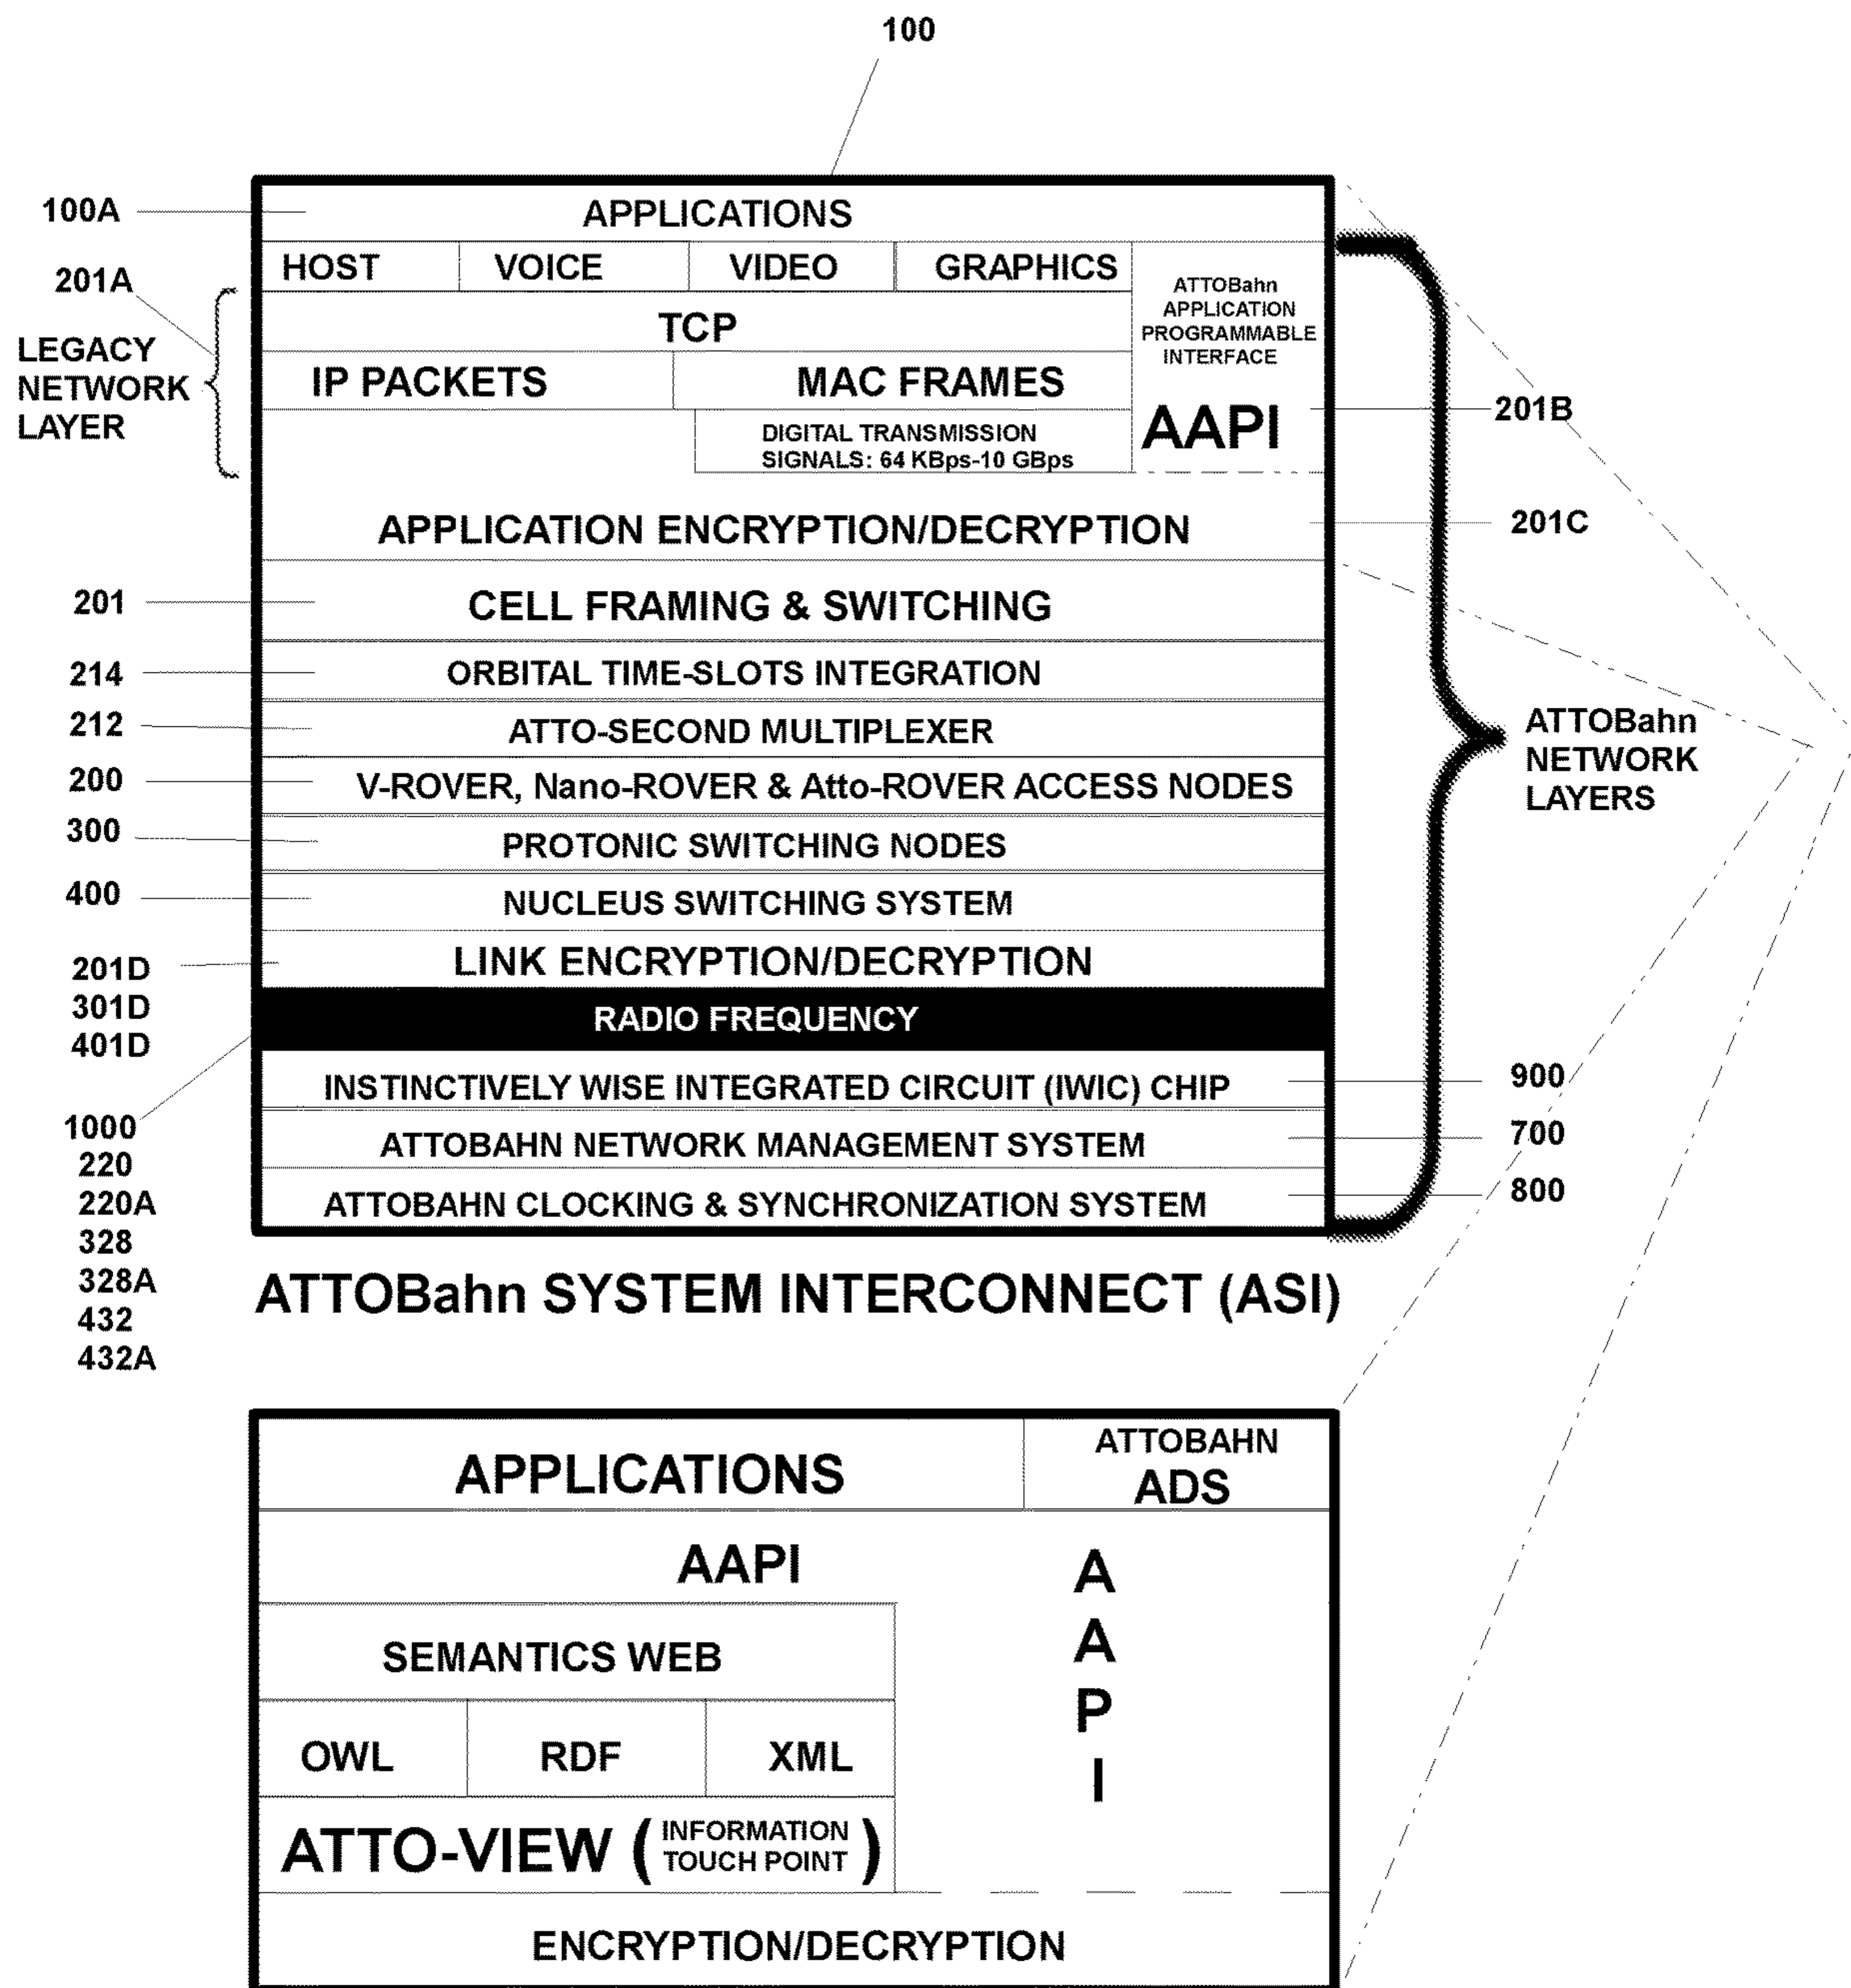 100
100A
APPLICATIONS
201A
HOST
VOICE
VIDEO
GRAPHICS
ATTOBahn
APPLICATION
PROGRAMMABLE
INTERFACE
AAPI
201B
LEGACY
NETWORK
LAYER
TCP
IP PACKETS
MAC FRAMES
DIGITAL TRANSMISSION
SIGNALS: 64 KBps-10 GBps
APPLICATION ENCRYPTION/DECRYPTION
201C
201
CELL FRAMING & SWITCHING
214
ORBITAL TIME-SLOTS INTEGRATION
212
ATTO-SECOND MULTIPLEXER
ATTOBahn
NETWORK
LAYERS
200
V-ROVER, Nano-ROVER & Atto-ROVER ACCESS NODES
300
PROTONIC SWITCHING NODES
400
NUCLEUS SWITCHING SYSTEM
201D
301D
401D
LINK ENCRYPTION/DECRYPTION
RADIO FREQUENCY
INSTINCTIVELY WISE INTEGRATED CIRCUIT (IWIC) CHIP
900
ATTOBAHN NETWORK MANAGEMENT SYSTEM
700
ATTOBAHN CLOCKING & SYNCHRONIZATION SYSTEM
800
1000
220
220A
328
328A
432
432A
ATTOBahn SYSTEM INTERCONNECT (ASI)
APPLICATIONS
ATTOBAHN
ADS
AAPI
A
A
P
I
SEMANTICS WEB
OWL
RDF
XML
ATTO-VIEW (INFORMATION
TOUCH POINT)
ENCRYPTION/DECRYPTION